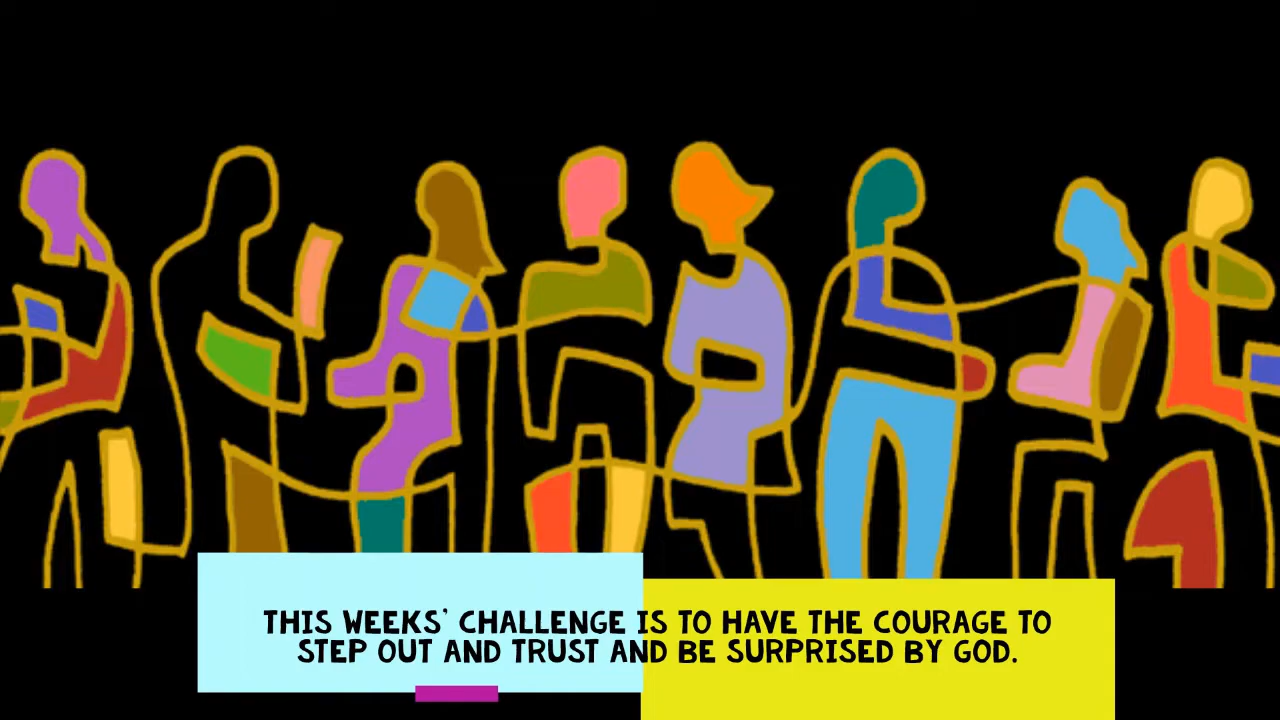 THIS WEEKS' CHALLENGE IS TO HAVE THE COURAGE TO
STEP OUT AND TRUST AND BE SURPRISED BY GOD.